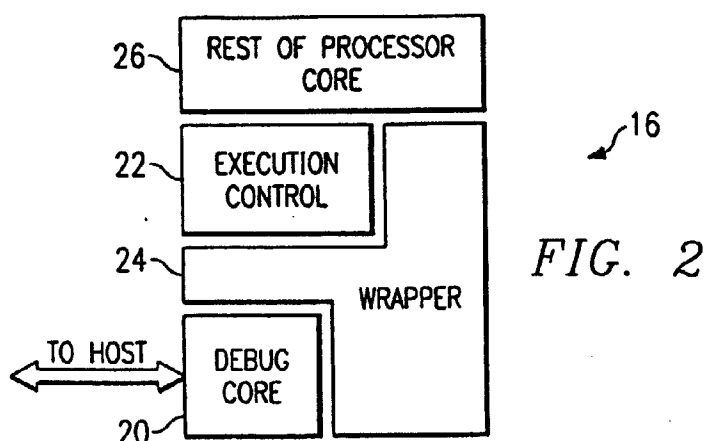 26
REST OF PROCESSOR
CORE
16
22
EXECUTION
CONTROL
24
WRAPPER
FIG. 2
TO HOST
DEBUG
CORE
20